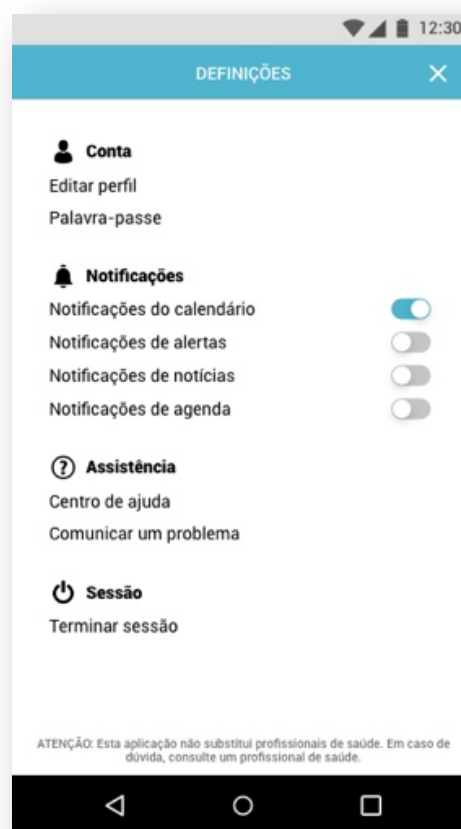 12:30
DEFINIÇÕES
Conta
Editar perfil
Palavra-passe
Notificações
Notificações do calendário
Notificações de alertas
Notificações de notícias
Notificações de agenda
Assistência
Centro de ajuda
Comunicar um problema
Sessão
Terminar sessão
ATENÇÃO: Esta aplicação não substitui profissionais de saúde. Em caso de
dúvida, consulte um profissional de saúde.